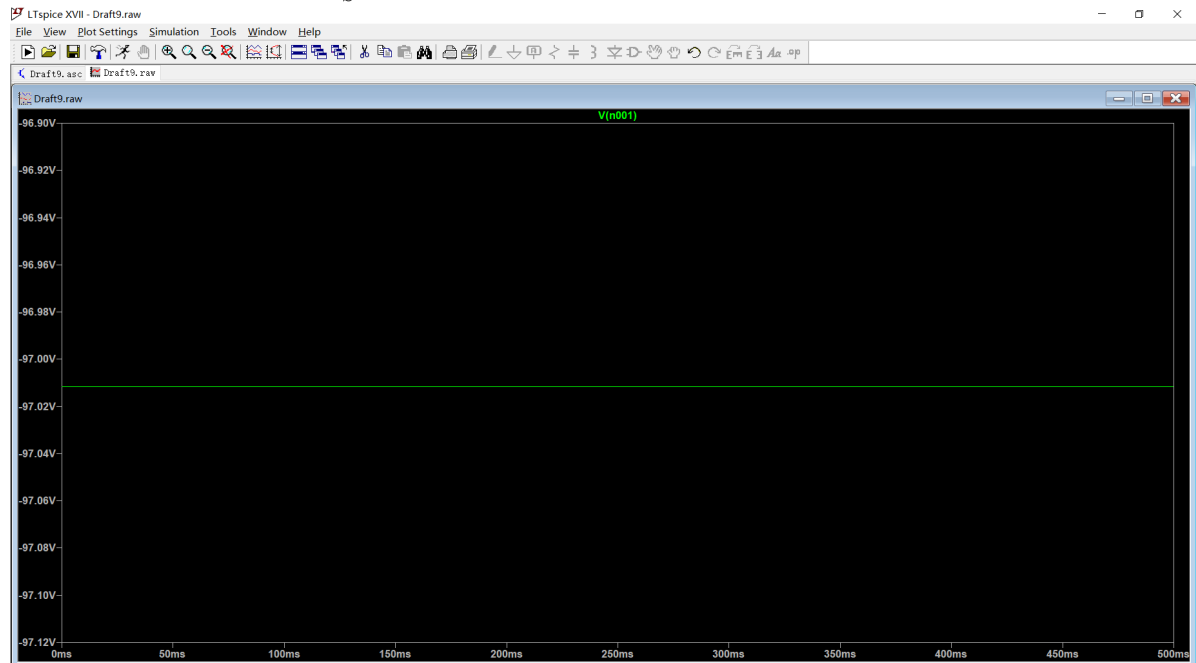 LTspice XVII - Draft9.raw
File View Plot Settings Simulation Tools Window Help
Draft9.asc Draft9.raw
Draft9.raw
V(n001)
-96.90V
-96.92V
-96.94V
-96.96V
-96.98V
-97.00V
-97.02V
-97.04V
-97.06V
-97.08V
-97.10V
-97.12V
0ms 50ms 100ms 150ms 200ms 250ms 300ms 350ms 400ms 450ms 500ms